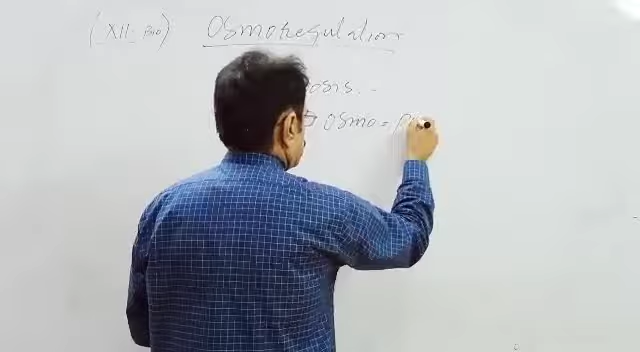 (XII- Bio) Osmoregulation
osis. -
Osmo =